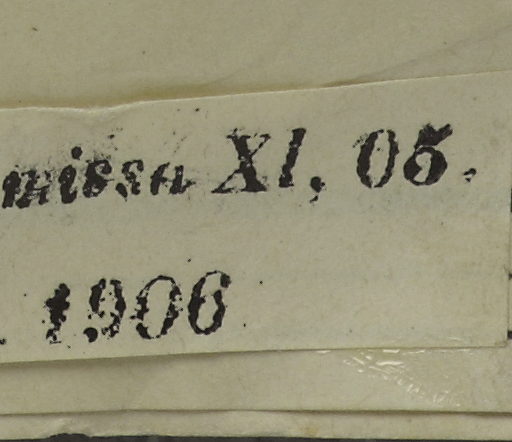 missa XI, 05.
. 1906